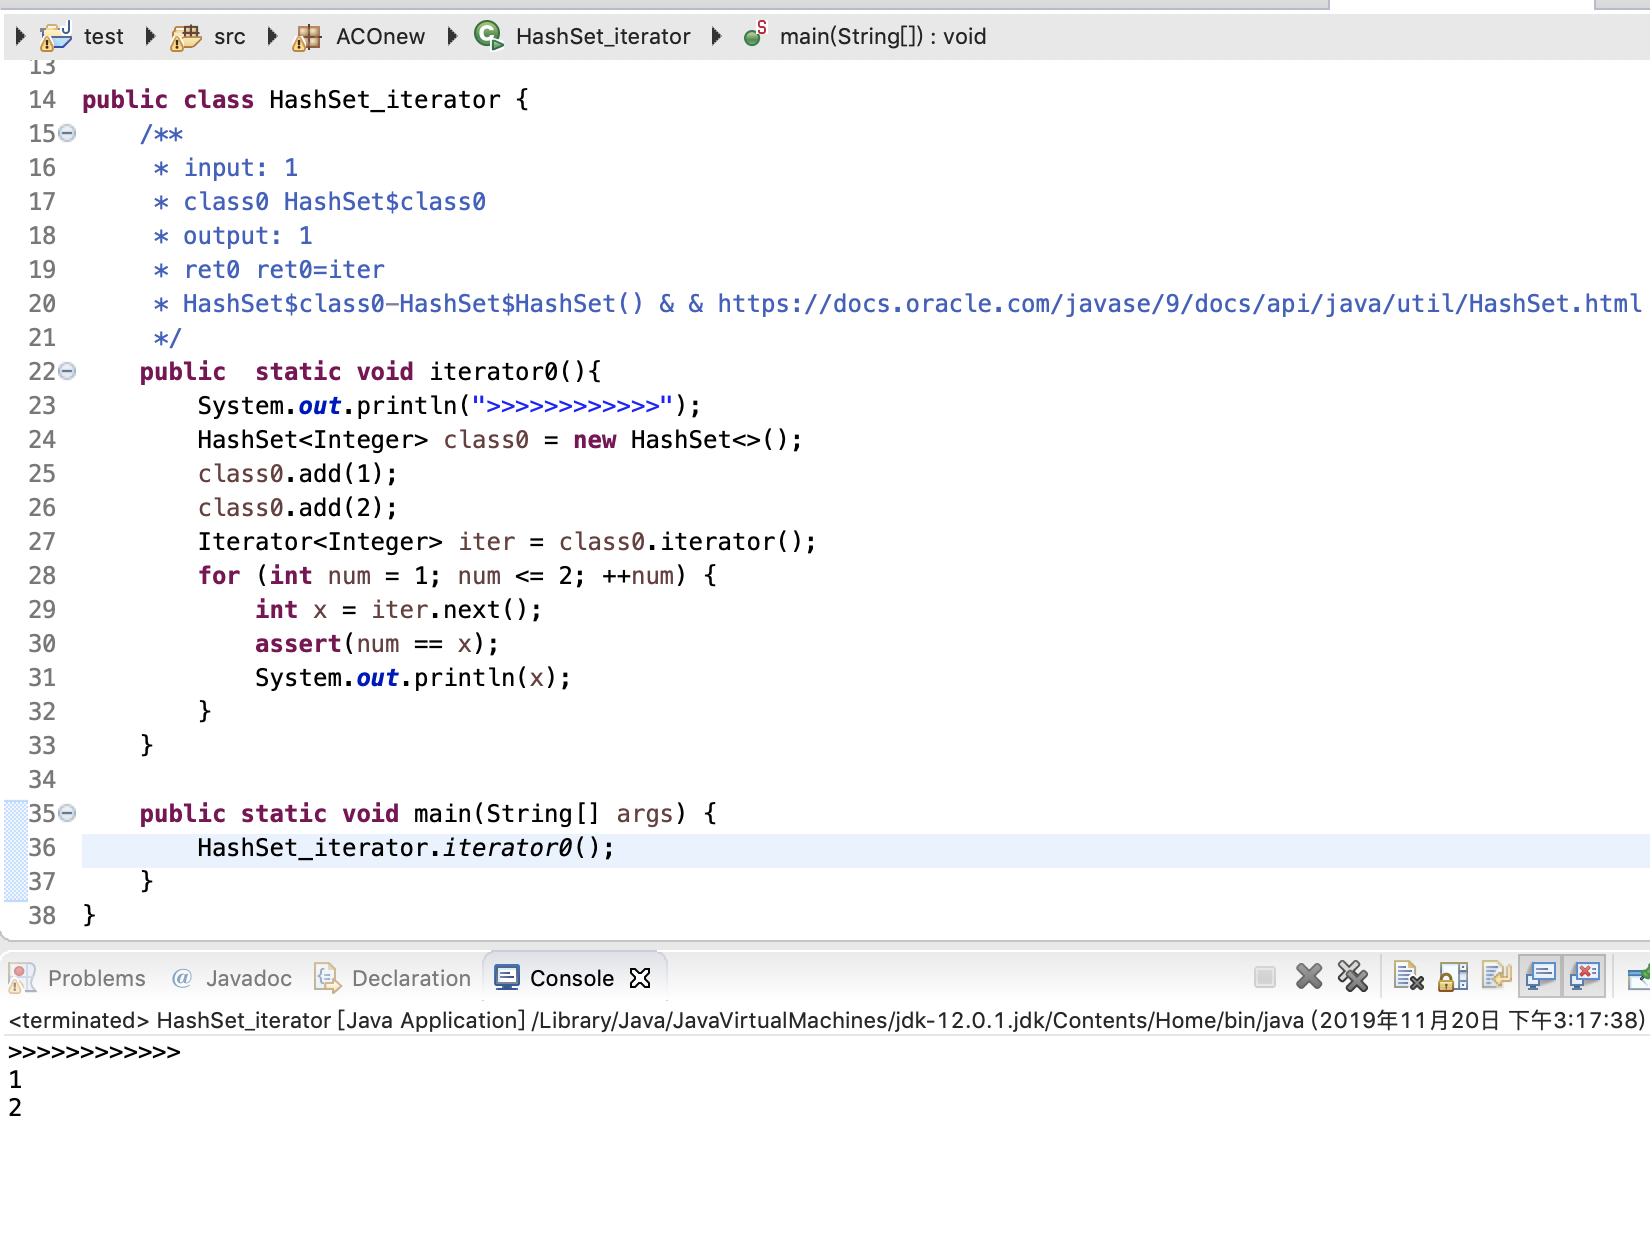 test src ACOnew HashSet_iterator main(String[]) : void
13
14 public class HashSet_iterator {
15 /**
16 * input: 1
17 * class0 HashSet$class0
18 * output: 1
19 * ret0 ret0=iter
20 * HashSet$class0-HashSet$HashSet() & & https://docs.oracle.com/javase/9/docs/api/java/util/HashSet.html
21 */
22 public  static void iterator0(){
23 System.out.println(">>>>>>>>>>>>");
24 HashSet<Integer> class0 = new HashSet<>();
25 class0.add(1);
26 class0.add(2);
27 Iterator<Integer> iter = class0.iterator();
28 for (int num = 1; num <= 2; ++num) {
29 int x = iter.next();
30 assert(num == x);
31 System.out.println(x);
32 }
33 }
34
35 public static void main(String[] args) {
36 HashSet_iterator.iterator0();
37 }
38 }
Problems @ Javadoc Declaration Console
<terminated> HashSet_iterator [Java Application] /Library/Java/JavaVirtualMachines/jdk-12.0.1.jdk/Contents/Home/bin/java (2019年11月20日 下午3:17:38)
>>>>>>>>>>>>
1
2